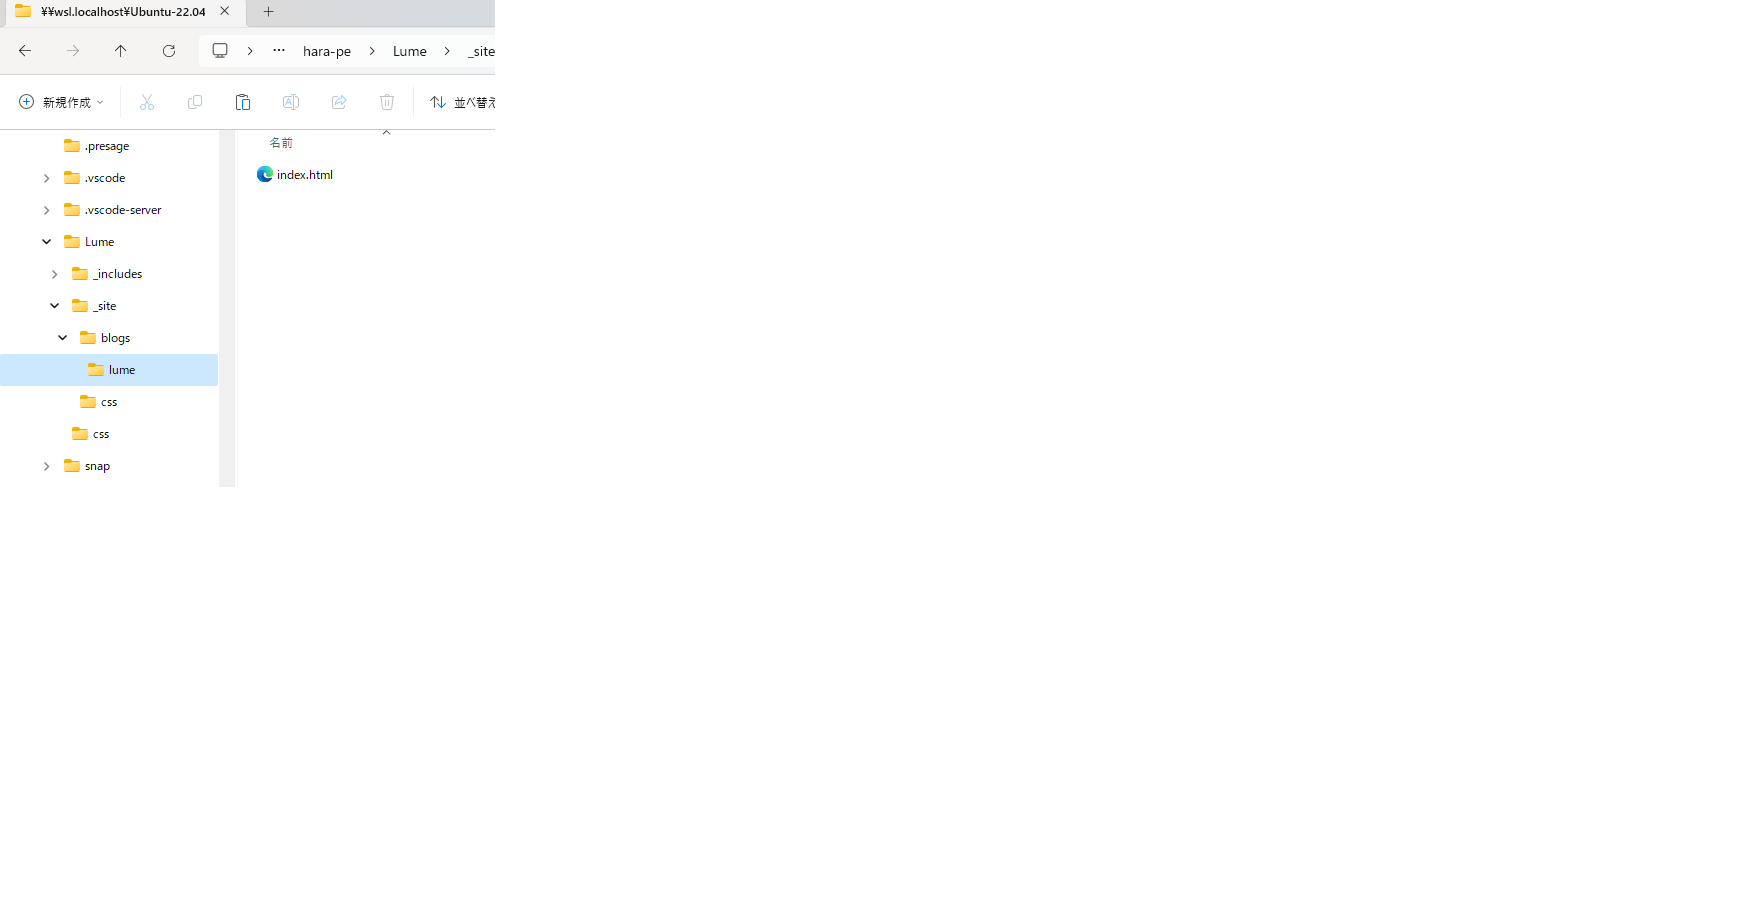 ¥¥wsl.localhost¥Ubuntu-22.04
hara-pe Lume _site
新規作成 並べ替え
.presage
.vscode
.vscode-server
Lume
_includes
_site
blogs
lume
css
css
snap
名前
index.html